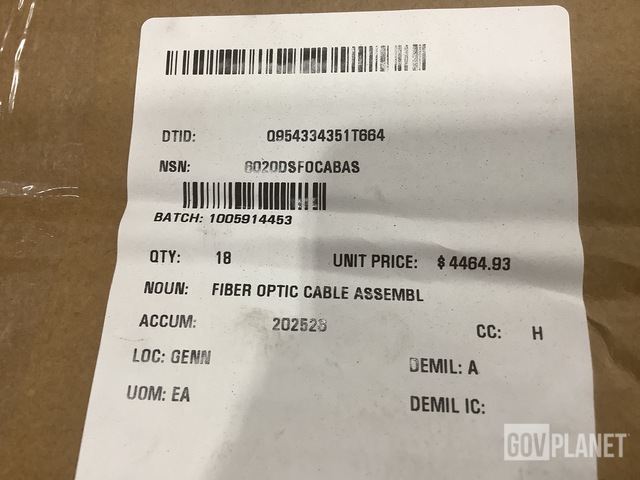 DTID: Q954334351T664
NSN: 6020DSFOCABAS
BATCH: 1005914453
QTY: 18 UNIT PRICE: $ 4464.93
NOUN: FIBER OPTIC CABLE ASSEMBL
ACCUM: 202528
CC: H
LOC: GENN
DEMIL: A
UOM: EA
DEMIL IC:
GOVPLANET